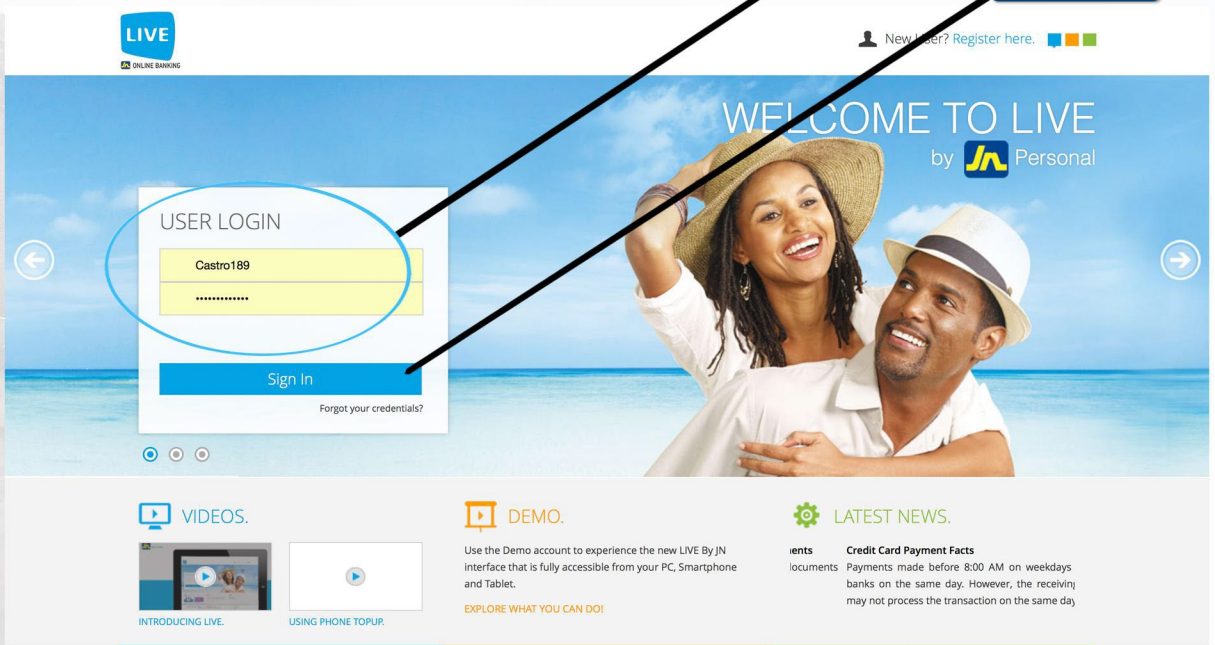 LIVE
JN ONLINE BANKING
New User? Register here.
WELCOME TO LIVE
by JN Personal
USER LOGIN
Castro189
•••••••••••••
Sign In
Forgot your credentials?
VIDEOS.
INTRODUCING LIVE.
USING PHONE TOPUP.
DEMO.
Use the Demo account to experience the new LIVE By JN
interface that is fully accessible from your PC, Smartphone
and Tablet.
EXPLORE WHAT YOU CAN DO!
LATEST NEWS.
Credit Card Payment Facts
Payments made before 8:00 AM on weekdays
banks on the same day. However, the receiving
may not process the transaction on the same day